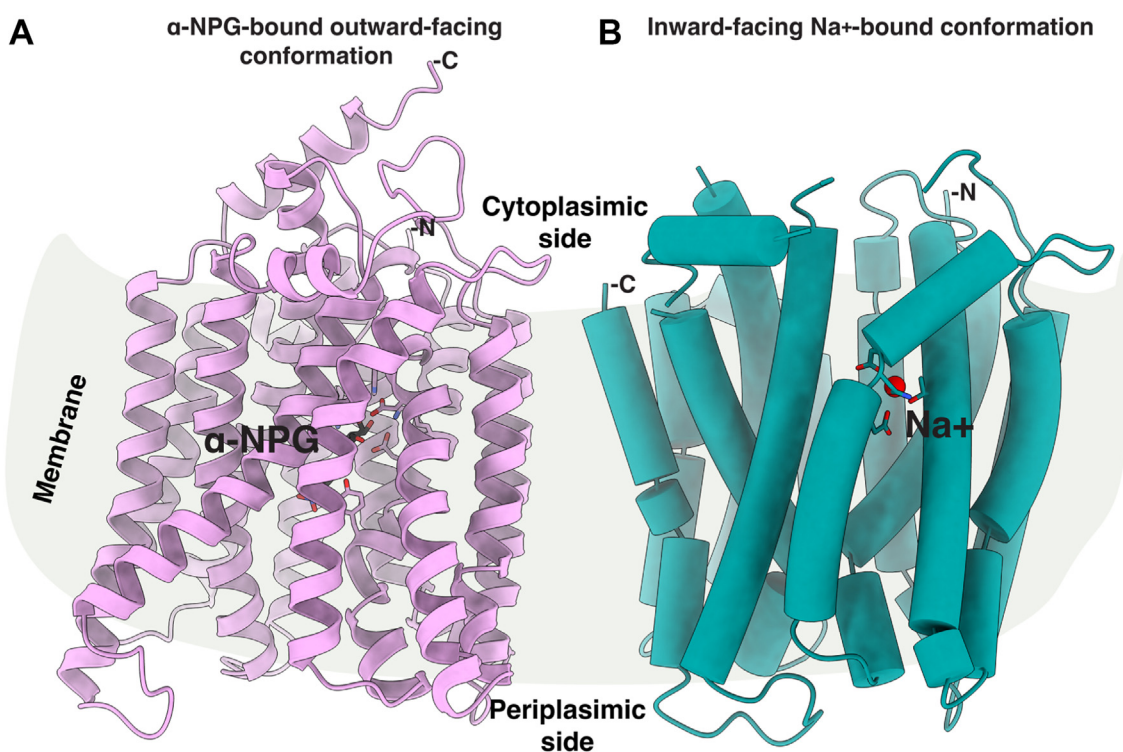 A
α-NPG-bound outward-facing
conformation
-C
-N
Cytoplasimic
side
α-NPG
Membrane
Periplasimic
side
B
Inward-facing Na+-bound conformation
-N
-C
Na+